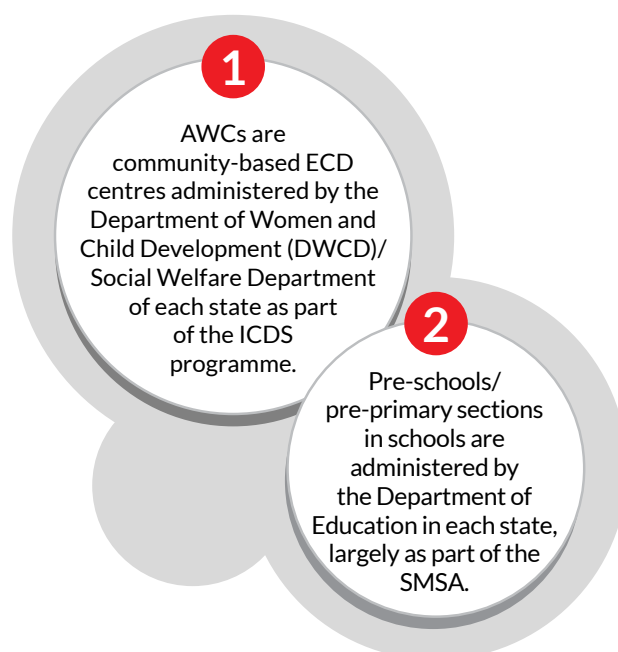 1
AWCs are
community-based ECD
centres administered by the
Department of Women and
Child Development (DWCD)/
Social Welfare Department
of each state as part
of the ICDS
programme.
2
Pre-schools/
pre-primary sections
in schools are
administered by
the Department of
Education in each state,
largely as part of the
SMSA.